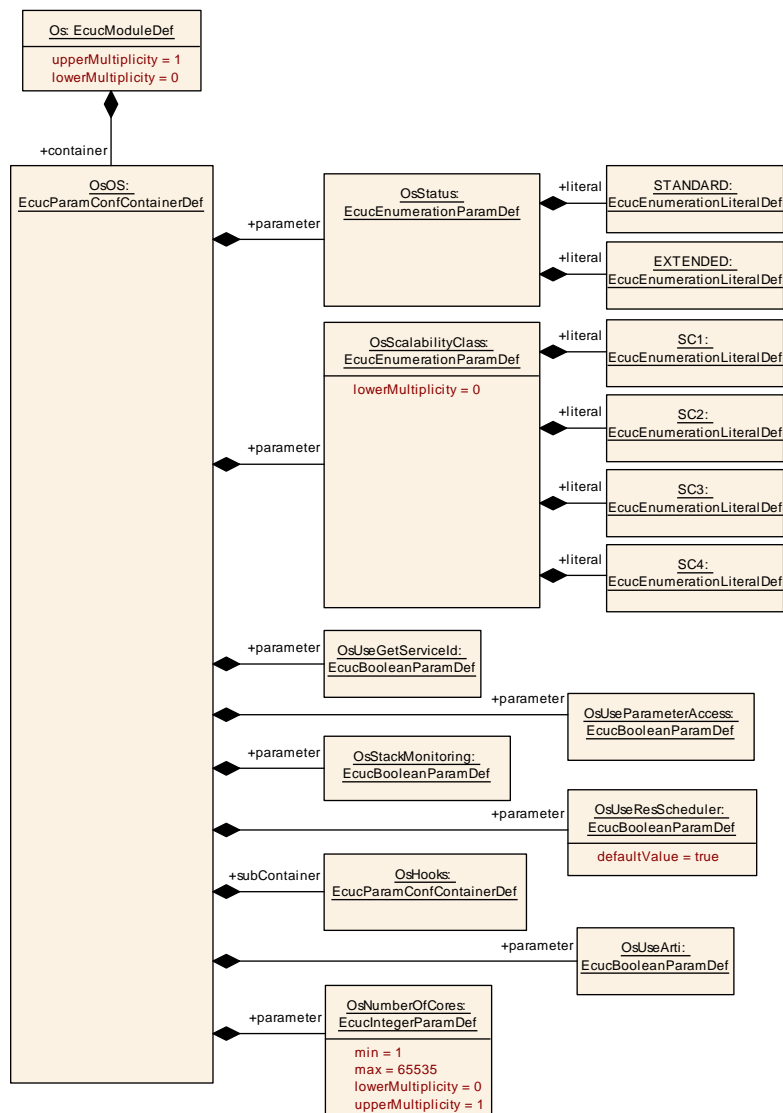 Os: EcucModuleDef
upperMultiplicity = 1
lowerMultiplicity = 0
+container
OsOS:
EcucParamConfContainerDef
+parameter
OsStatus:
EcucEnumerationParamDef
+literal
STANDARD:
EcucEnumerationLiteralDef
+literal
EXTENDED:
EcucEnumerationLiteralDef
+parameter
OsScalabilityClass:
EcucEnumerationParamDef
lowerMultiplicity = 0
+literal
SC1:
EcucEnumerationLiteralDef
+literal
SC2:
EcucEnumerationLiteralDef
+literal
SC3:
EcucEnumerationLiteralDef
+literal
SC4:
EcucEnumerationLiteralDef
+parameter
OsUseGetServiceId:
EcucBooleanParamDef
+parameter
OsUseParameterAccess:
EcucBooleanParamDef
+parameter
OsStackMonitoring:
EcucBooleanParamDef
+parameter
OsUseResScheduler:
EcucBooleanParamDef
defaultValue = true
+subContainer
OsHooks:
EcucParamConfContainerDef
+parameter
OsUseArti:
EcucBooleanParamDef
+parameter
OsNumberOfCores:
EcucIntegerParamDef
min = 1
max = 65535
lowerMultiplicity = 0
upperMultiplicity = 1